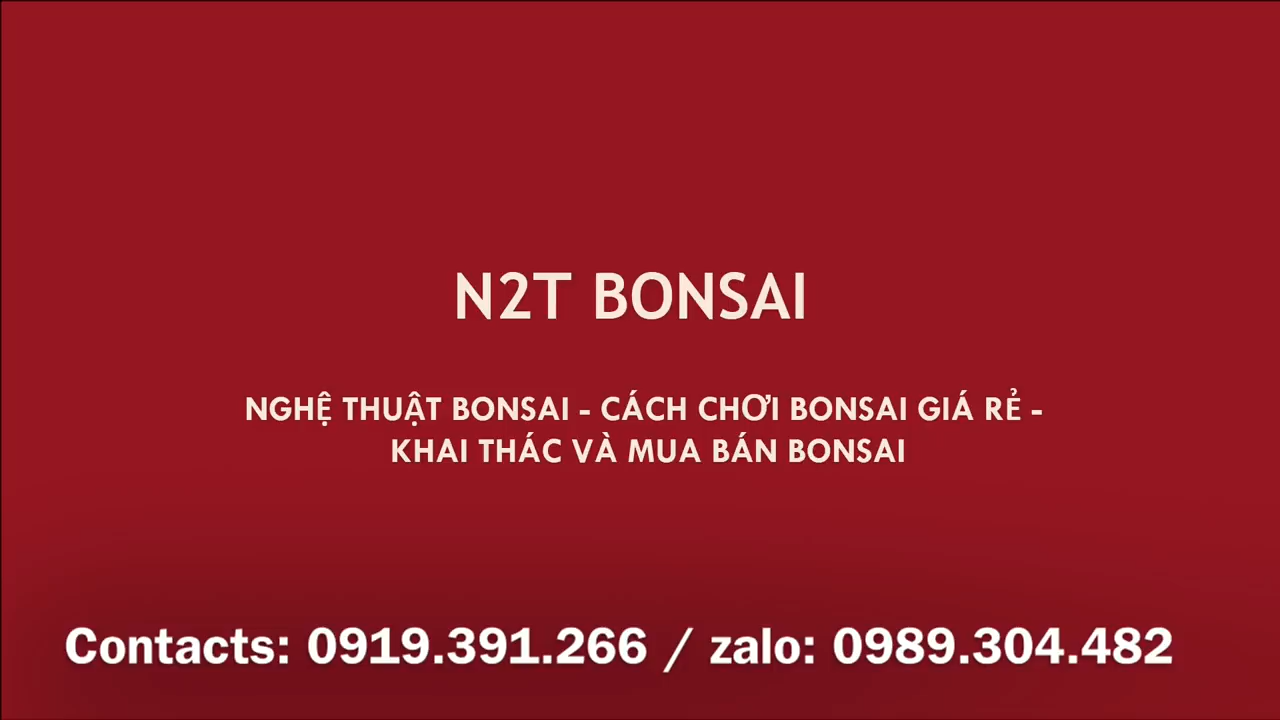 N2T BONSAI
NGHỆ THUẬT BONSAI - CÁCH CHƠI BONSAI GIÁ RẺ -
KHAI THÁC VÀ MUA BÁN BONSAI
Contacts: 0919.391.266 / zalo: 0989.304.482